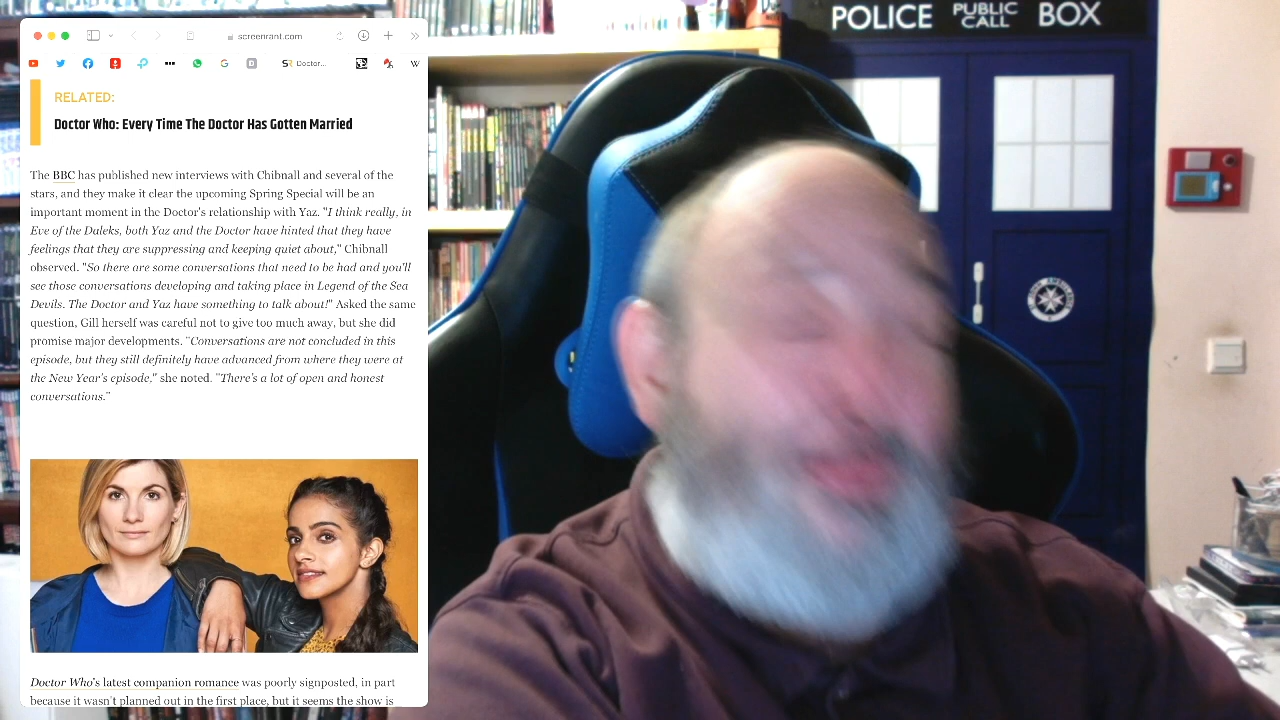 screenrant.com
SR Doctor...
W
RELATED:
Doctor Who: Every Time The Doctor Has Gotten Married
The BBC has published new interviews with Chibnall and several of the
stars, and they make it clear the upcoming Spring Special will be an
important moment in the Doctor's relationship with Yaz. "I think really, in
Eve of the Daleks, both Yaz and the Doctor have hinted that they have
feelings that they are suppressing and keeping quiet about," Chibnall
observed. "So there are some conversations that need to be had and you'll
see those conversations developing and taking place in Legend of the Sea
Devils. The Doctor and Yaz have something to talk about!" Asked the same
question, Gill herself was careful not to give too much away, but she did
promise major developments. "Conversations are not concluded in this
episode, but they still definitely have advanced from where they were at
the New Year's episode," she noted. "There's a lot of open and honest
conversations."
Doctor Who's latest companion romance was poorly signposted, in part
because it wasn't planned out in the first place, but it seems the show is
POLICE PUBLIC CALL BOX